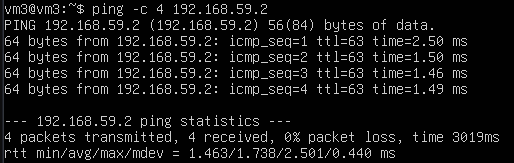 vm3@vm3:~$ ping -c 4 192.168.59.2
PING 192.168.59.2 (192.168.59.2) 56(84) bytes of data.
64 bytes from 192.168.59.2: icmp_seq=1 ttl=63 time=2.50 ms
64 bytes from 192.168.59.2: icmp_seq=2 ttl=63 time=1.50 ms
64 bytes from 192.168.59.2: icmp_seq=3 ttl=63 time=1.46 ms
64 bytes from 192.168.59.2: icmp_seq=4 ttl=63 time=1.49 ms

--- 192.168.59.2 ping statistics ---
4 packets transmitted, 4 received, 0% packet loss, time 3019ms
rtt min/avg/max/mdev = 1.463/1.738/2.501/0.440 ms